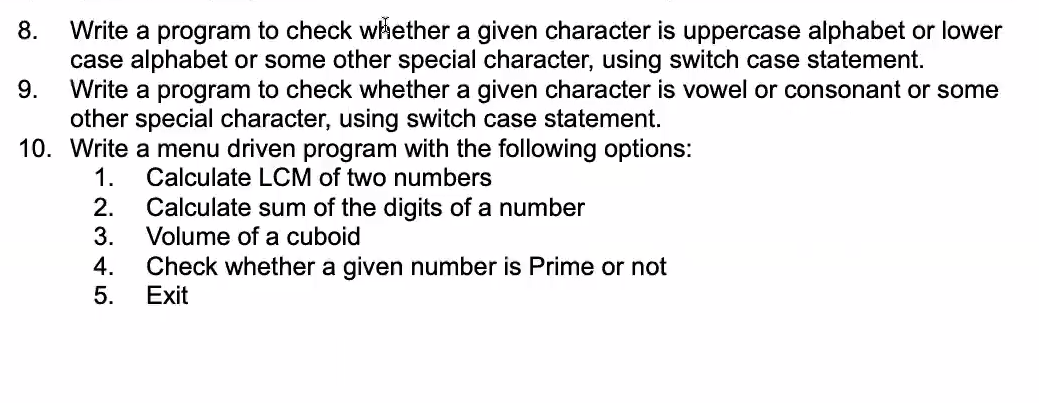 8. Write a program to check whether a given character is uppercase alphabet or lower
case alphabet or some other special character, using switch case statement.
9. Write a program to check whether a given character is vowel or consonant or some
other special character, using switch case statement.
10. Write a menu driven program with the following options:
1. Calculate LCM of two numbers
2. Calculate sum of the digits of a number
3. Volume of a cuboid
4. Check whether a given number is Prime or not
5. Exit